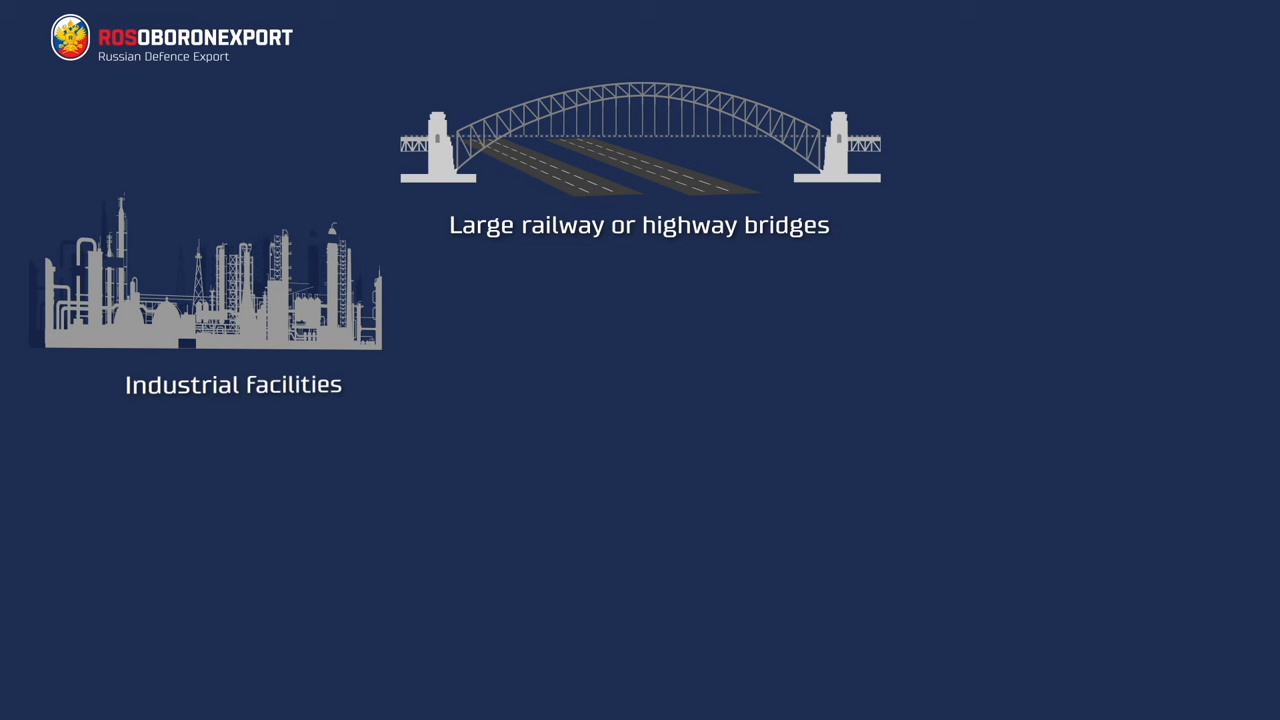 ROSOBORONEXPORT
Russian Defence Export
Large railway or highway bridges
Industrial facilities